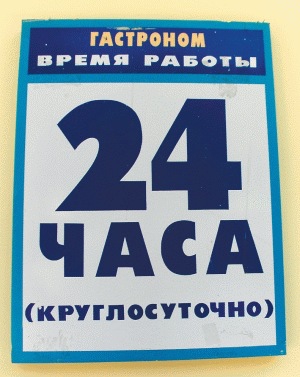 ГАСТРОНОМ
ВРЕМЯ РАБОТЫ
24
ЧАСА
(КРУГЛОСУТОЧНО)